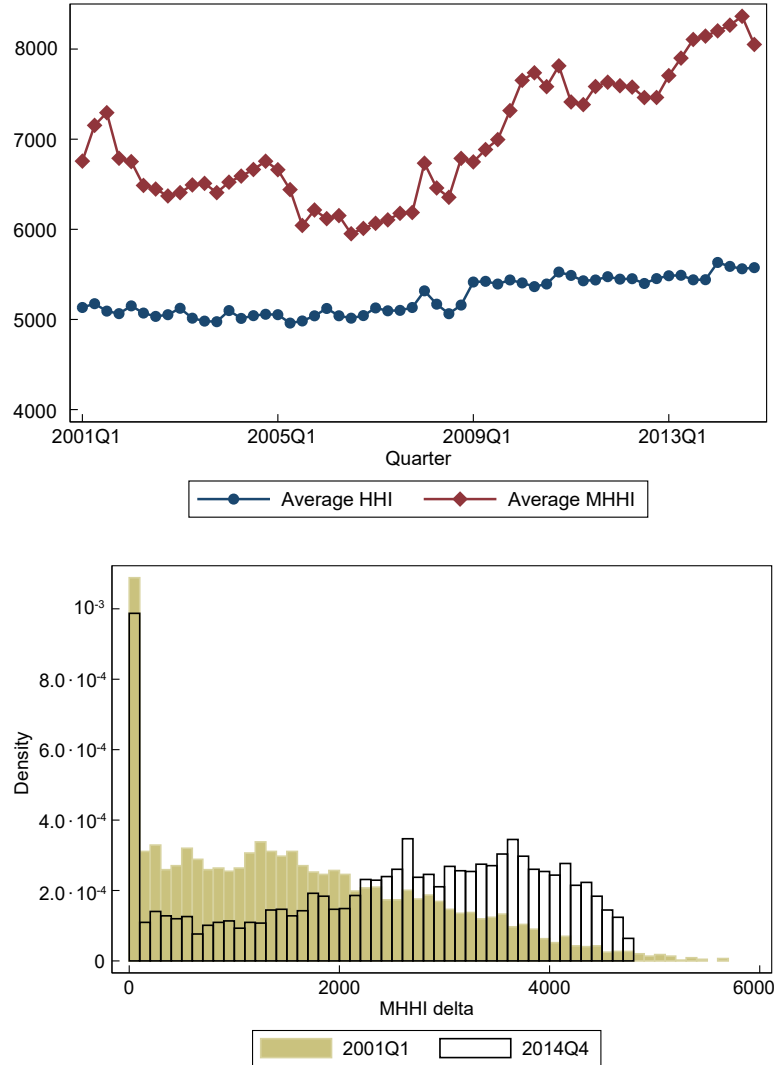 8000
7000
6000
5000
4000
2001Q1 2005Q1 2009Q1 2013Q1
Quarter
Average HHI Average MHHI
10⁻³
8.0·10⁻⁴
6.0·10⁻⁴
4.0·10⁻⁴
2.0·10⁻⁴
0
Density
0 2000 4000 6000
MHHI delta
2001Q1 2014Q4